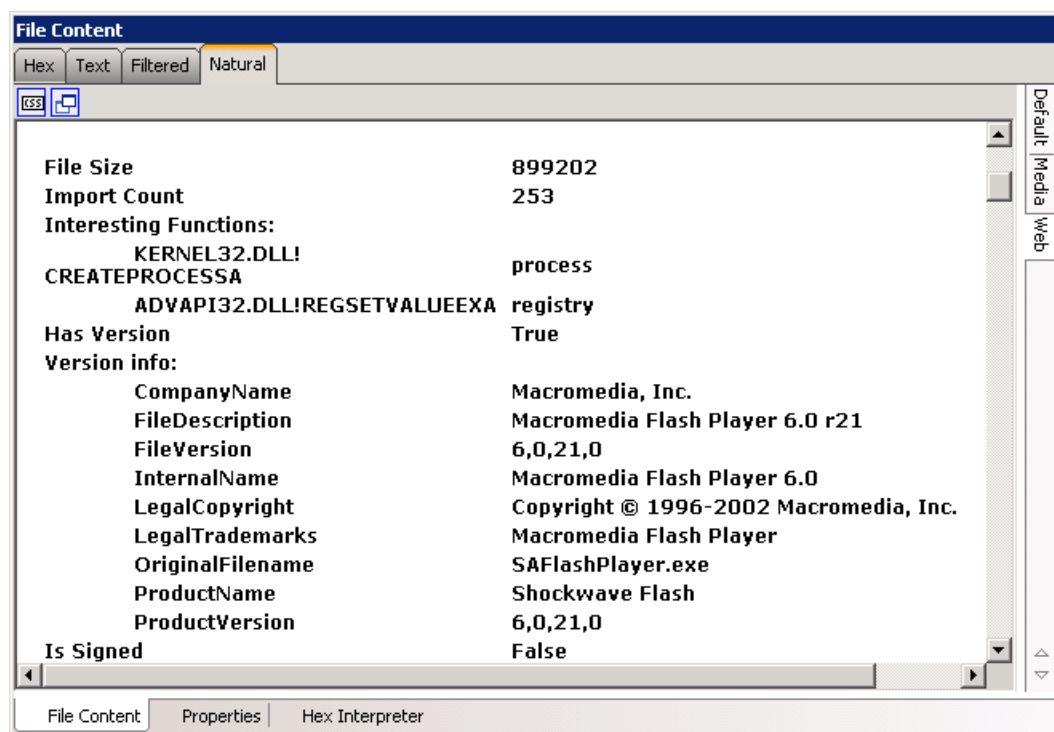 File Content
Hex Text Filtered Natural
css
Default Media Web
File Size 899202
Import Count 253
Interesting Functions:
KERNEL32.DLL!
CREATEPROCESSA process
ADVAPI32.DLL!REGSETVALUEEXA registry
Has Version True
Version info:
CompanyName Macromedia, Inc.
FileDescription Macromedia Flash Player 6.0 r21
FileVersion 6,0,21,0
InternalName Macromedia Flash Player 6.0
LegalCopyright Copyright © 1996-2002 Macromedia, Inc.
LegalTrademarks Macromedia Flash Player
OriginalFilename SAFlashPlayer.exe
ProductName Shockwave Flash
ProductVersion 6,0,21,0
Is Signed False
File Content Properties Hex Interpreter